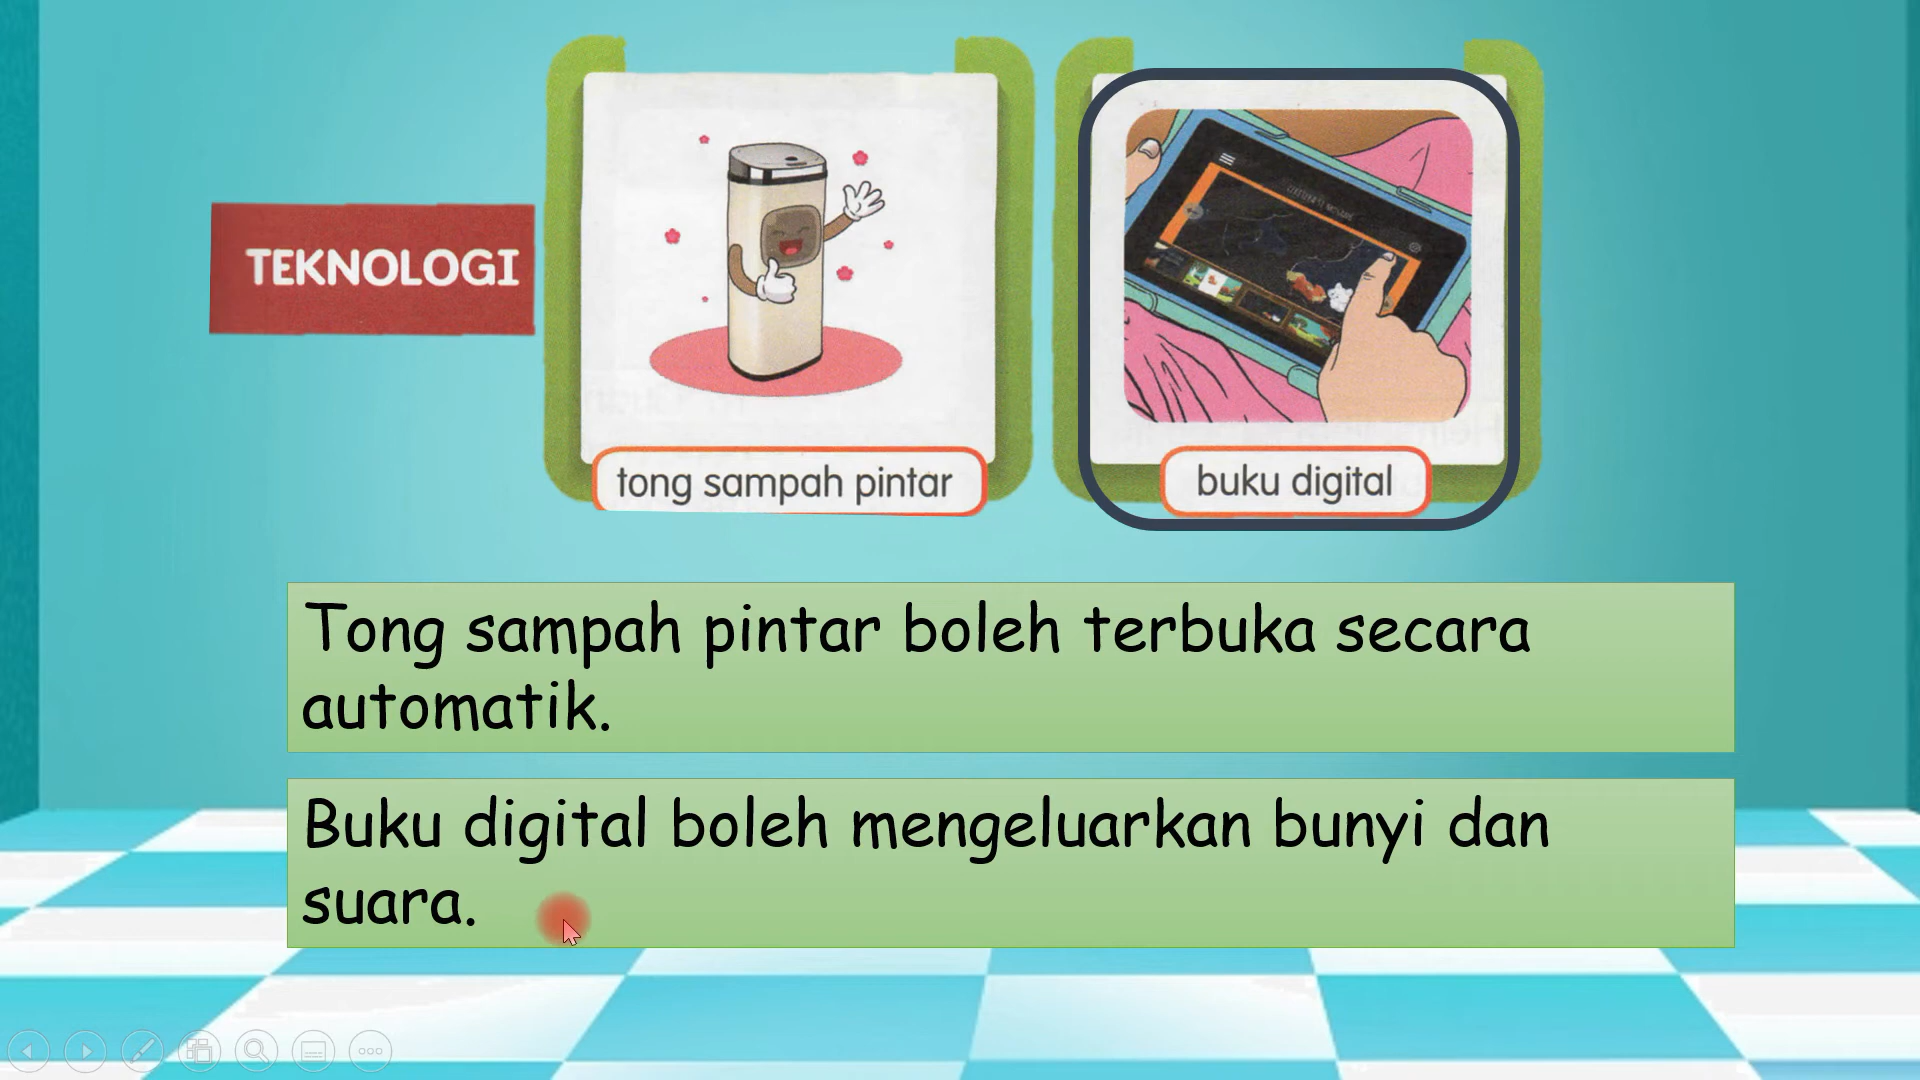 TEKNOLOGI
tong sampah pintar
buku digital
Tong sampah pintar boleh terbuka secara
automatik.
Buku digital boleh mengeluarkan bunyi dan
suara.